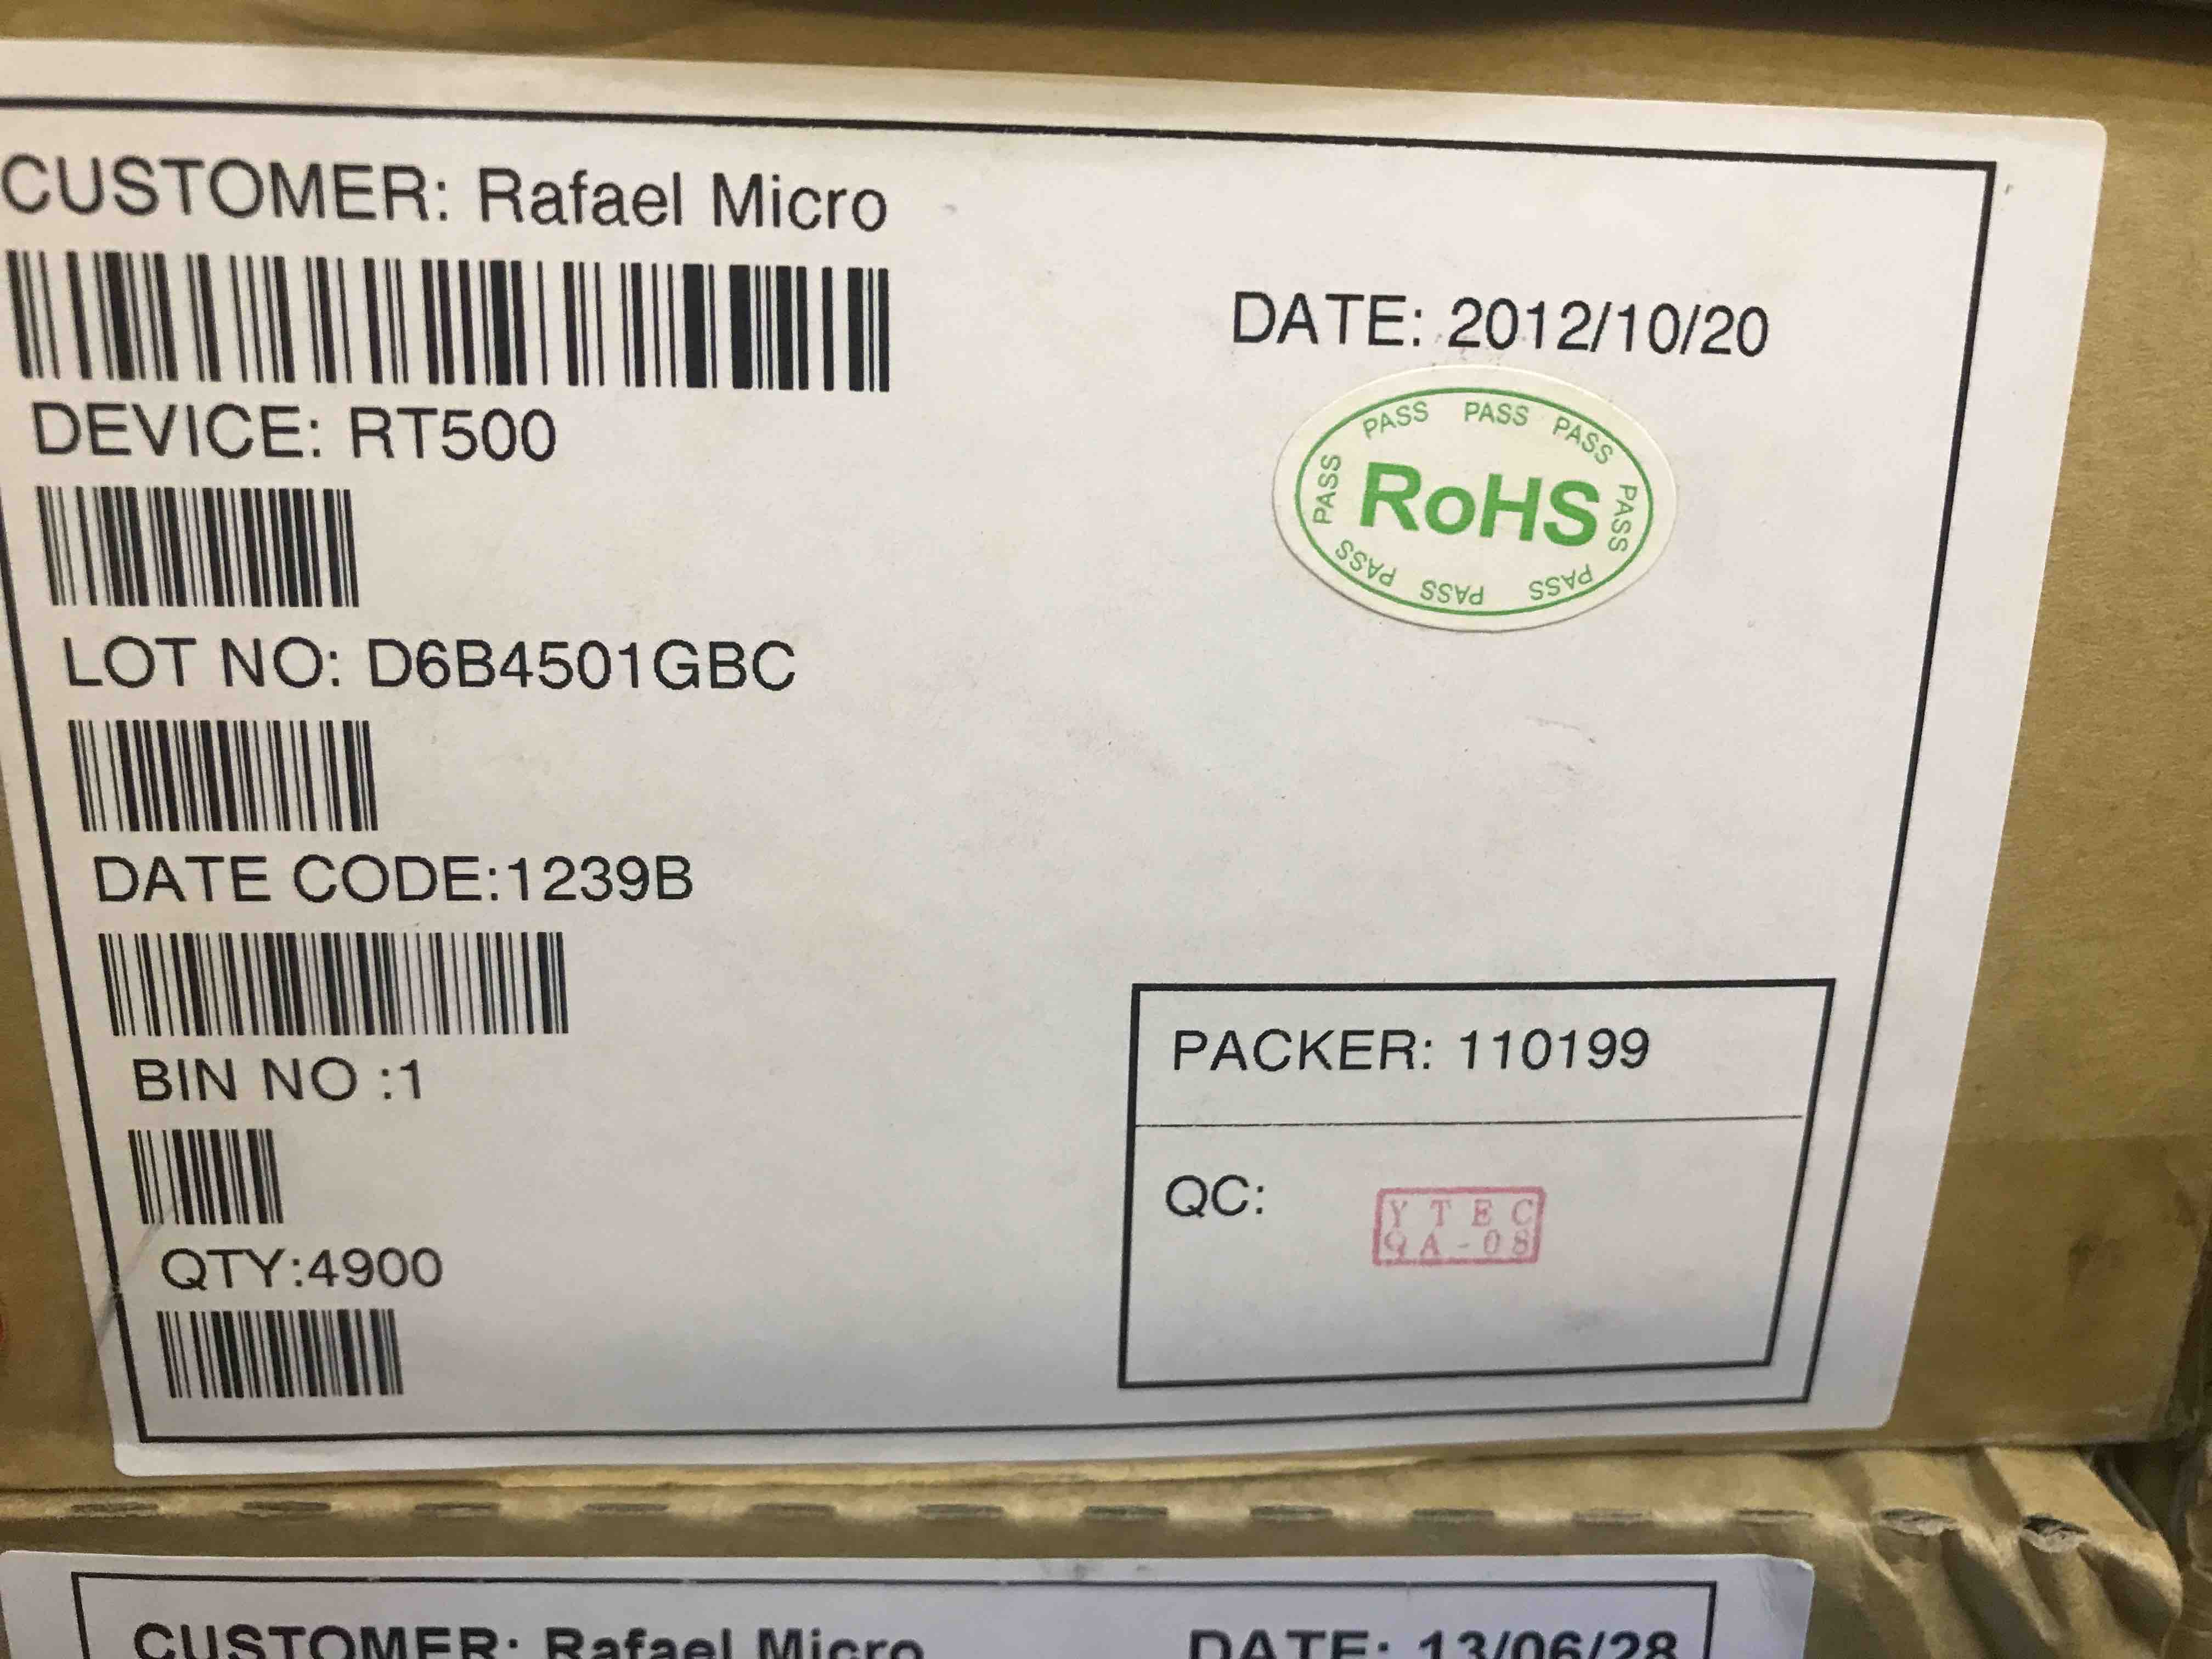 CUSTOMER: Rafael Micro
DATE: 2012/10/20
PASS PASS PASS
PASS RoHS PASS
PASS PASS PASS
DEVICE: RT500
LOT NO: D6B4501GBC
DATE CODE:1239B
BIN NO :1
QTY:4900
PACKER: 110199
QC:
YTEC
QA-08
CUSTOMER: Rafael Micro
DATE: 13/06/28